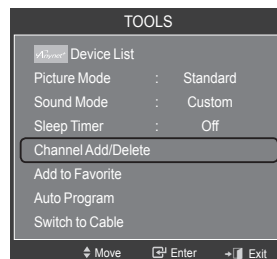 TOOLS
Anynet+ Device List
Picture Mode : Standard
Sound Mode : Custom
Sleep Timer : Off
Channel Add/Delete
Add to Favorite
Auto Program
Switch to Cable
Move Enter Exit